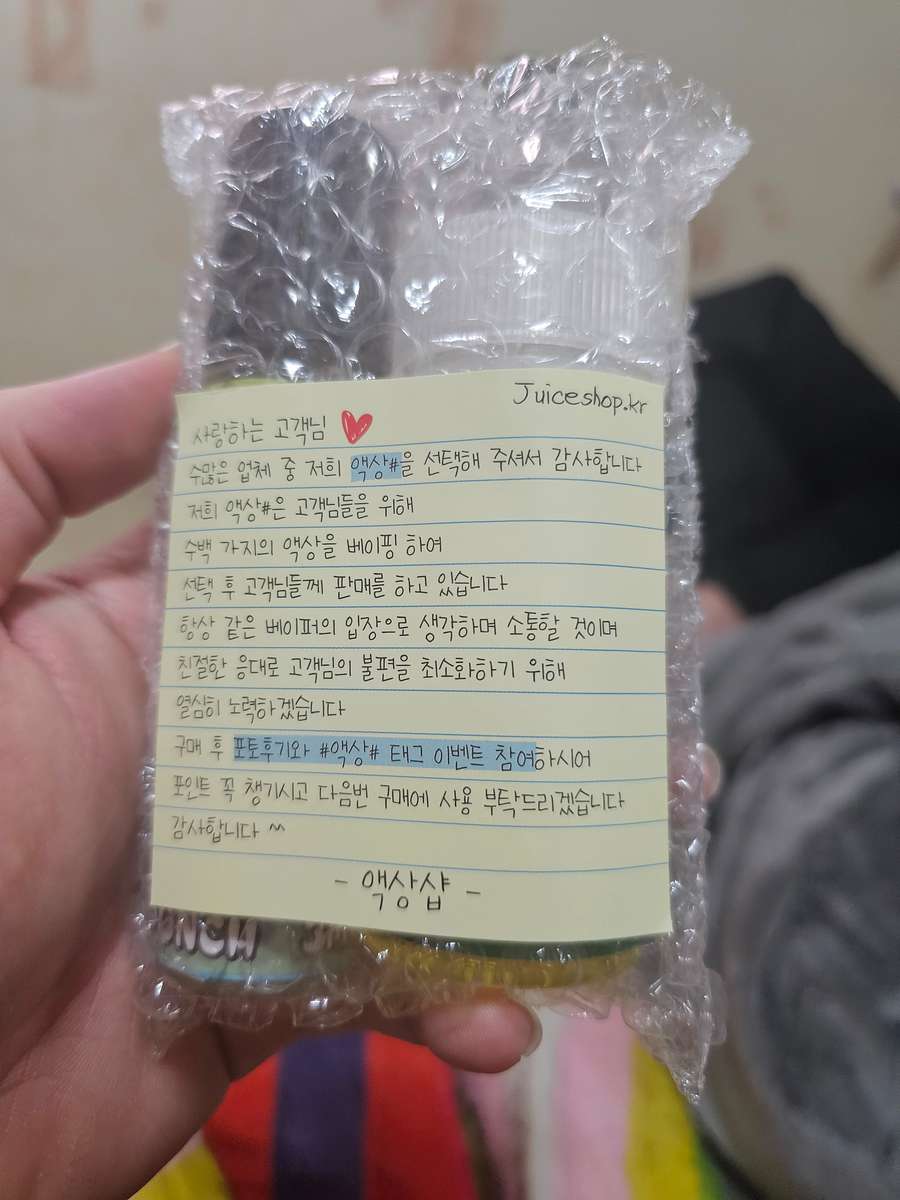 Juiceshop.kr
사랑하는 고객님
수많은 업체 중 저희 액상#을 선택해 주셔서 감사합니다
저희 액상#은 고객님들을 위해
수백 가지의 액상을 베이핑 하여
선택 후 고객님들께 판매를 하고 있습니다
항상 같은 베이퍼의 입장으로 생각하며 소통할 것이며
친절한 응대로 고객님의 불편을 최소화하기 위해
열심히 노력하겠습니다
구매 후 포토후기와 #액상# 태그 이벤트 참여하시어
포인트 꼭 챙기시고 다음번 구매에 사용 부탁드리겠습니다
감사합니다 ^^
- 액상샵 -